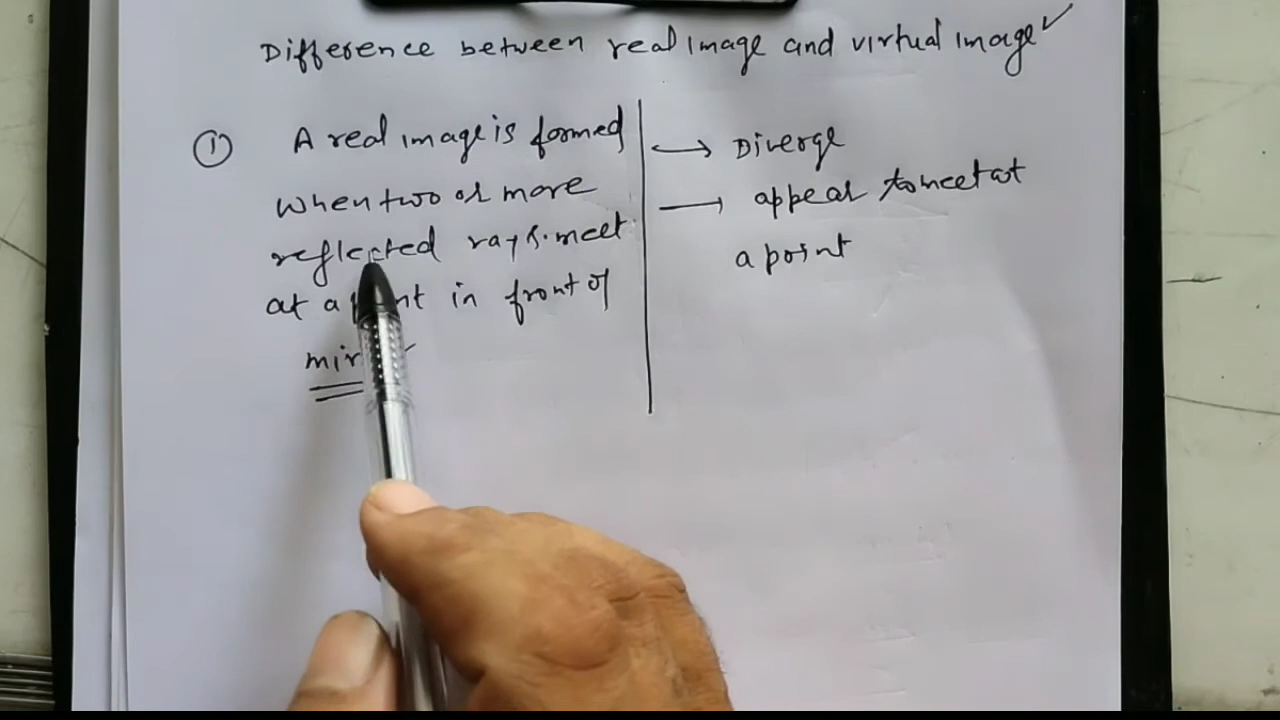 Difference between real image and virtual image ✓
① A real image is formed
when two or more
reflected rays meet
at a in front of
→ Diverge
→ appear to meet at
a point